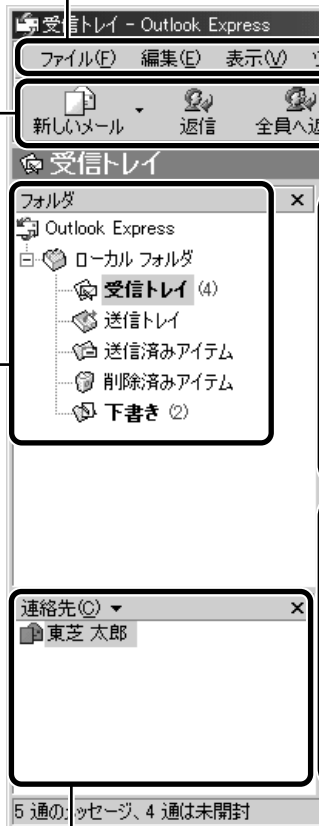 受信トレイ - Outlook Express
ファイル(F) 編集(E) 表示(V)
新しいメール 返信 全員へ返
受信トレイ
フォルダ ×
Outlook Express
ローカル フォルダ
受信トレイ (4)
送信トレイ
送信済みアイテム
削除済みアイテム
下書き (2)
連絡先(C) ▼ ×
東芝 太郎
5 通のメッセージ、4 通は未開封